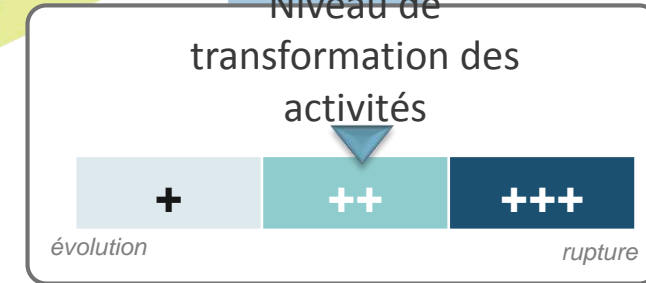 Niveau de
transformation des
activités
+ ++ +++
évolution rupture